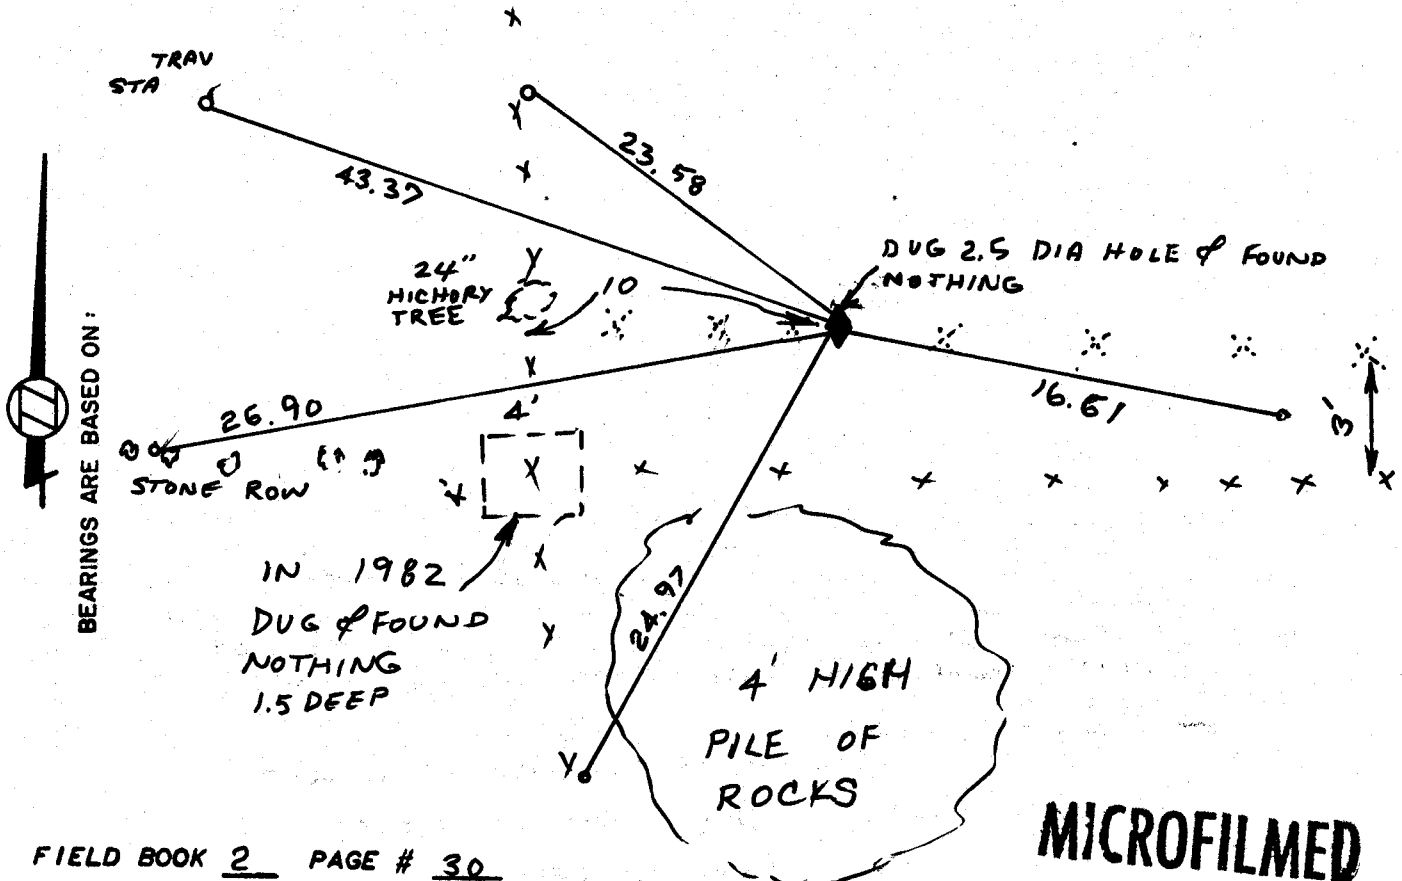 TRAV
STA
43.37
23.58
DUG 2.5 DIA HOLE & FOUND
NOTHING
24"
HICHORY
TREE
10
BEARINGS ARE BASED ON:
26.90
4'
16.61
3'
STONE ROW
IN 1982
DUG & FOUND
NOTHING
1.5 DEEP
24.97
4' HIGH
PILE OF
ROCKS
MICROFILMED
FIELD BOOK 2 PAGE # 30